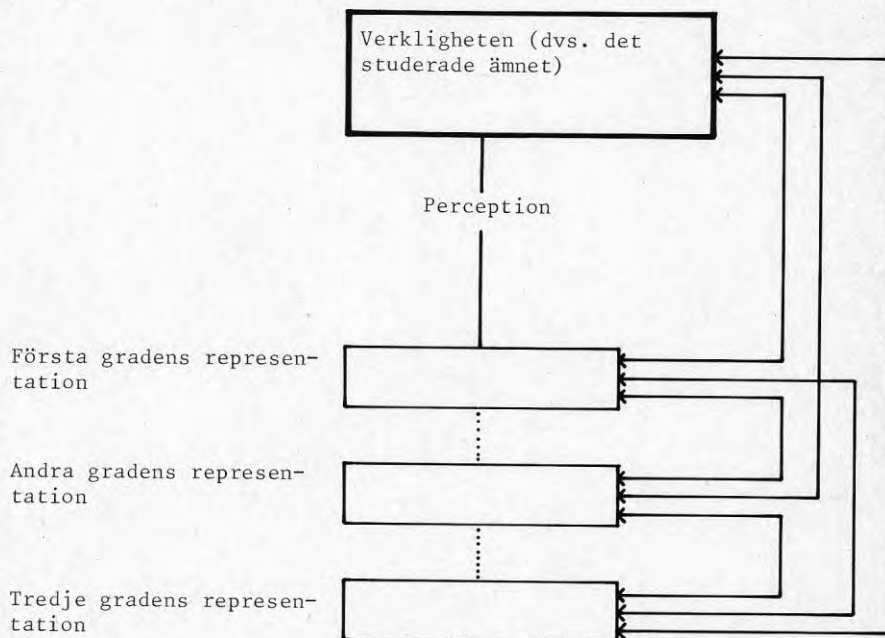 Verkligheten (dvs. det
studerade ämnet)
Perception
Första gradens represen-
tation
Andra gradens represen-
tation
Tredje gradens represen-
tation